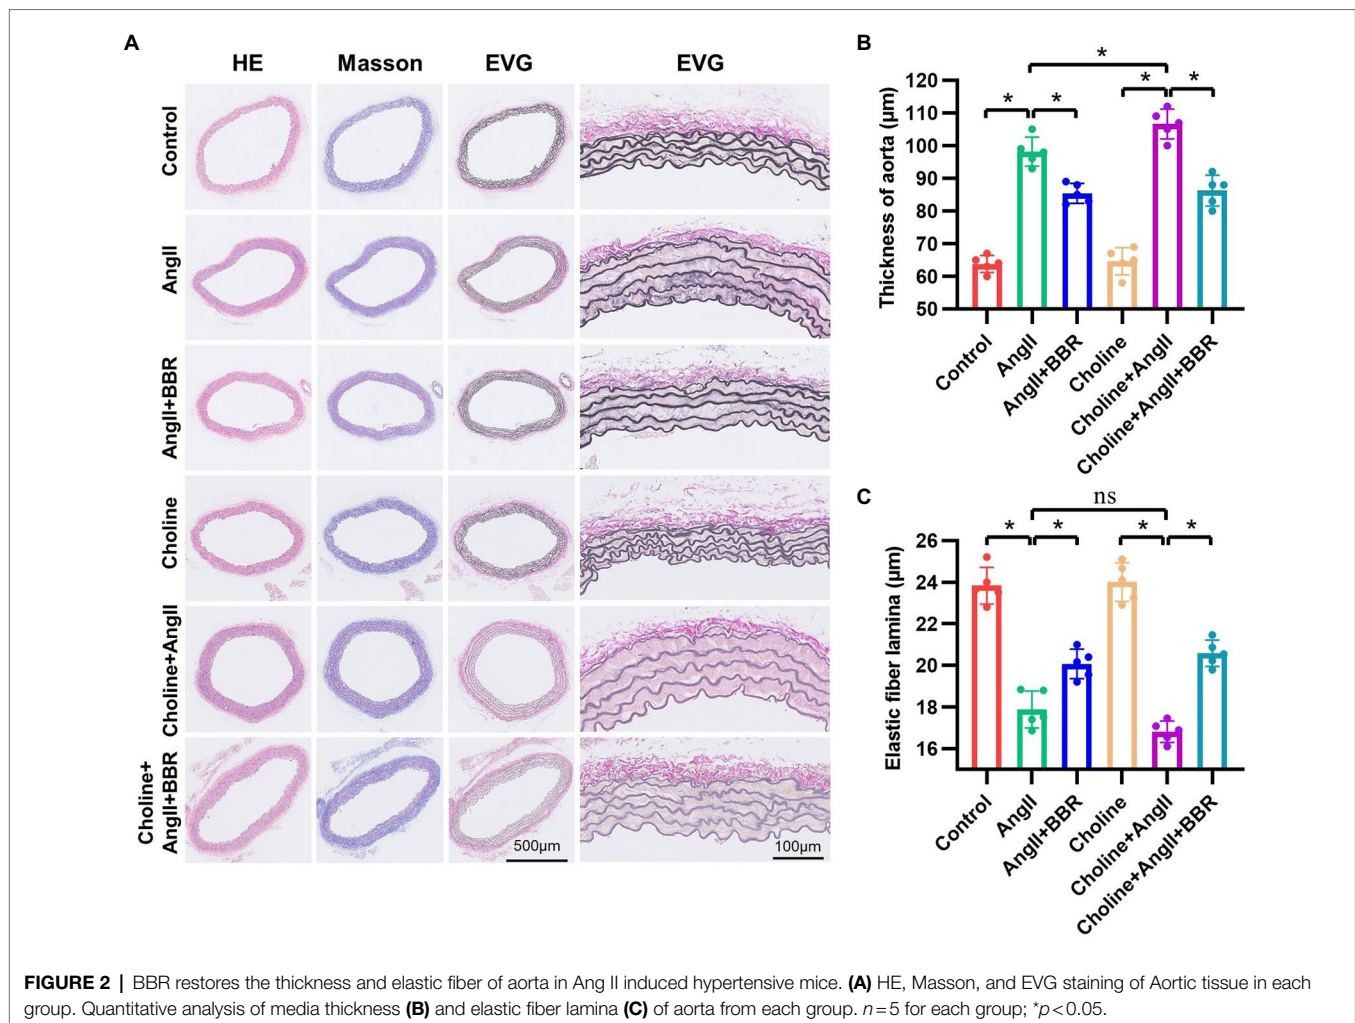 A
HE
Masson
EVG
EVG
Control
AngII
AngII+BBR
Choline
Choline+AngII
Choline+
AngII+BBR
500µm
100µm
B
Thickness of aorta (µm)
120
110
100
90
80
70
60
50
*
*
*
*
*
Control
AngII
AngII+BBR
Choline
Choline+AngII
Choline+AngII+BBR
C
Elastic fiber lamina (µm)
26
24
22
20
18
16
ns
*
*
*
*
Control
AngII
AngII+BBR
Choline
Choline+AngII
Choline+AngII+BBR
FIGURE 2 | BBR restores the thickness and elastic fiber of aorta in Ang II induced hypertensive mice. (A) HE, Masson, and EVG staining of Aortic tissue in each
group. Quantitative analysis of media thickness (B) and elastic fiber lamina (C) of aorta from each group. n=5 for each group; *p<0.05.